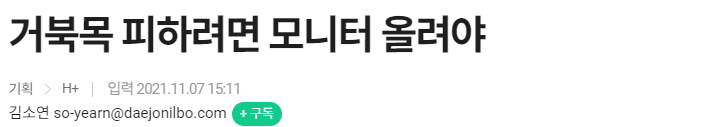 거북목 피하려면 모니터 올려야
기획 > H+ | 입력 2021.11.07 15:11
김소연 so-yearn@daejonilbo.com + 구독